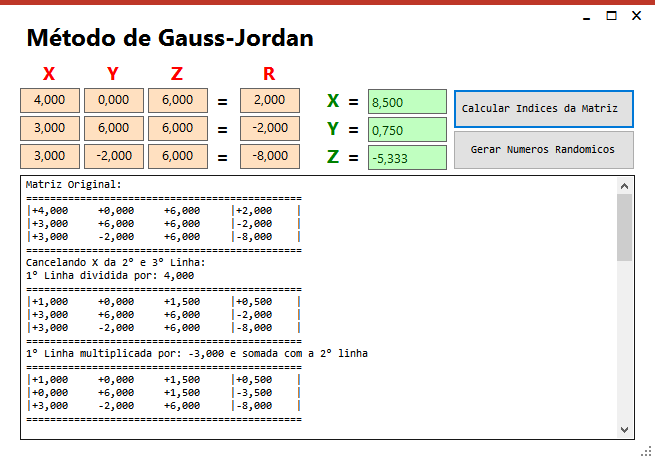 Método de Gauss-Jordan
X Y Z R
4,000 0,000 6,000 = 2,000
3,000 6,000 6,000 = -2,000
3,000 -2,000 6,000 = -8,000
X = 8,500
Y = 0,750
Z = -5,333
Calcular Indices da Matriz
Gerar Numeros Randomicos
Matriz Original:
==============================================
|+4,000 +0,000 +6,000 |+2,000 |
|+3,000 +6,000 +6,000 |-2,000 |
|+3,000 -2,000 +6,000 |-8,000 |
==============================================
Cancelando X da 2° e 3° Linha:
1° Linha dividida por: 4,000
==============================================
|+1,000 +0,000 +1,500 |+0,500 |
|+3,000 +6,000 +6,000 |-2,000 |
|+3,000 -2,000 +6,000 |-8,000 |
==============================================
1° Linha multiplicada por: -3,000 e somada com a 2° linha
==============================================
|+1,000 +0,000 +1,500 |+0,500 |
|+0,000 +6,000 +1,500 |-3,500 |
|+3,000 -2,000 +6,000 |-8,000 |
==============================================